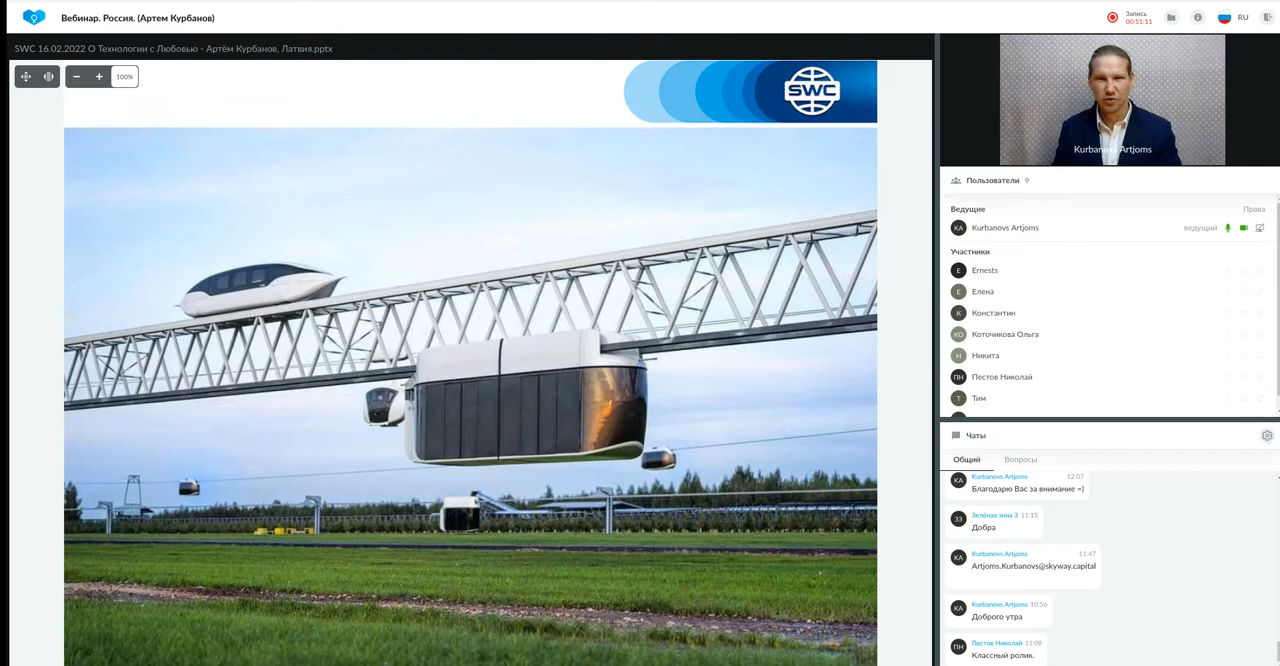 Вебинар. Россия. (Артем Курбанов)
Запись
00:51:11
RU
SWC 16.02.2022 О Технологии с Любовью - Артём Курбанов, Латвия.pptx
100%
SWC
Kurbanovs Artjoms
Пользователи 9
Ведущие Права
KA Kurbanovs Artjoms ведущий
Участники
E Ernests
Е Елена
К Константин
КО Коточикова Ольга
Н Никита
ПН Пестов Николай
Т Тим
Чаты
Общий Вопросы
KA Kurbanovs Artjoms 12:07
Благодарю Вас за внимание =)
ЗЗ Зелёная зина З 11:15
Добра
KA Kurbanovs Artjoms 11:47
Artjoms.Kurbanovs@skyway.capital
KA Kurbanovs Artjoms 10:56
Доброго утра
ПН Пестов Николай 11:08
Классный ролик.